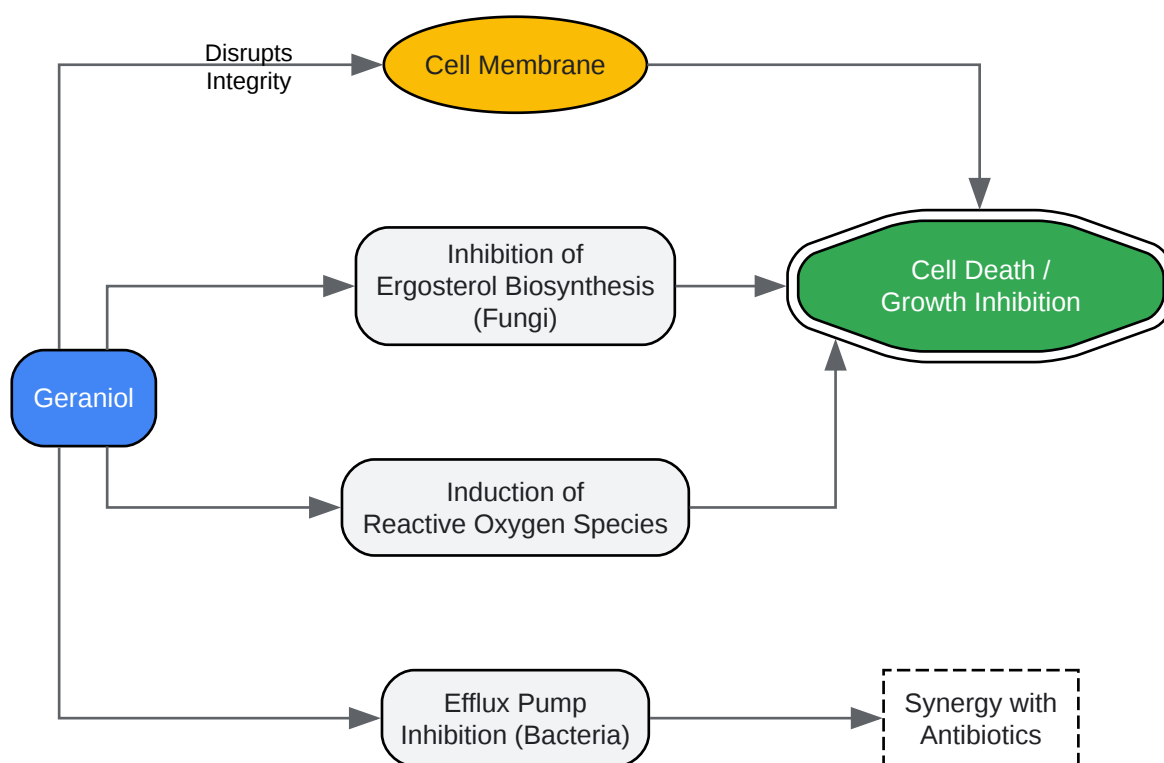 Disrupts
Integrity
Cell Membrane
Inhibition of
Ergosterol Biosynthesis
(Fungi)
Cell Death /
Growth Inhibition
Geraniol
Induction of
Reactive Oxygen Species
Efflux Pump
Inhibition (Bacteria)
Synergy with
Antibiotics